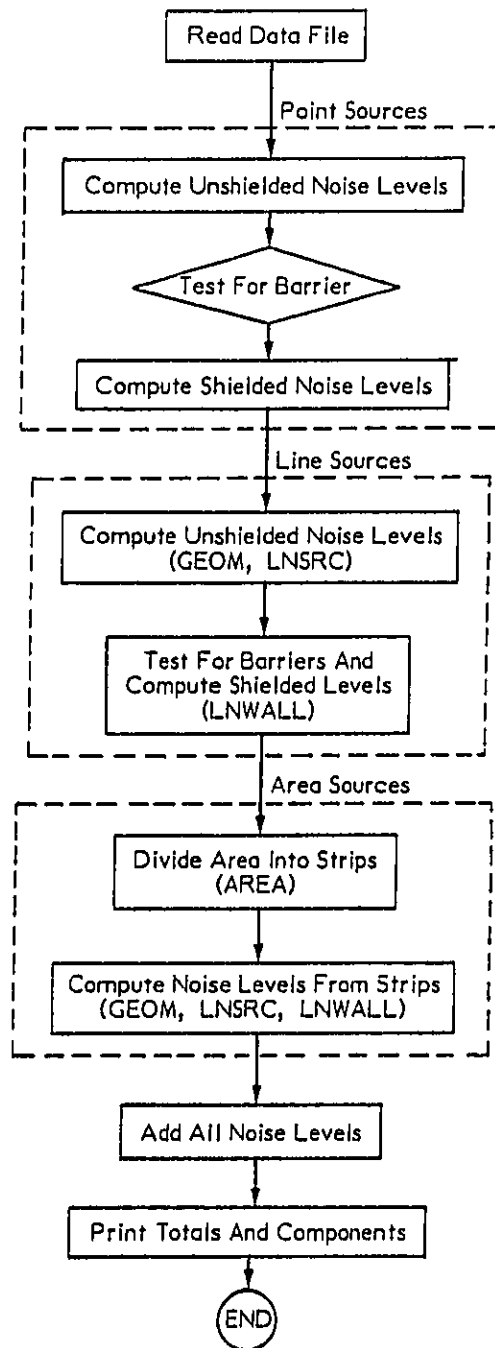 Read Data File
Point Sources
Compute Unshielded Noise Levels
Test For Barrier
Compute Shielded Noise Levels
Line Sources
Compute Unshielded Noise Levels
(GEOM, LNSRC)
Test For Barriers And
Compute Shielded Levels
(LNWALL)
Area Sources
Divide Area Into Strips
(AREA)
Compute Noise Levels From Strips
(GEOM, LNSRC, LNWALL)
Add All Noise Levels
Print Totals And Components
END